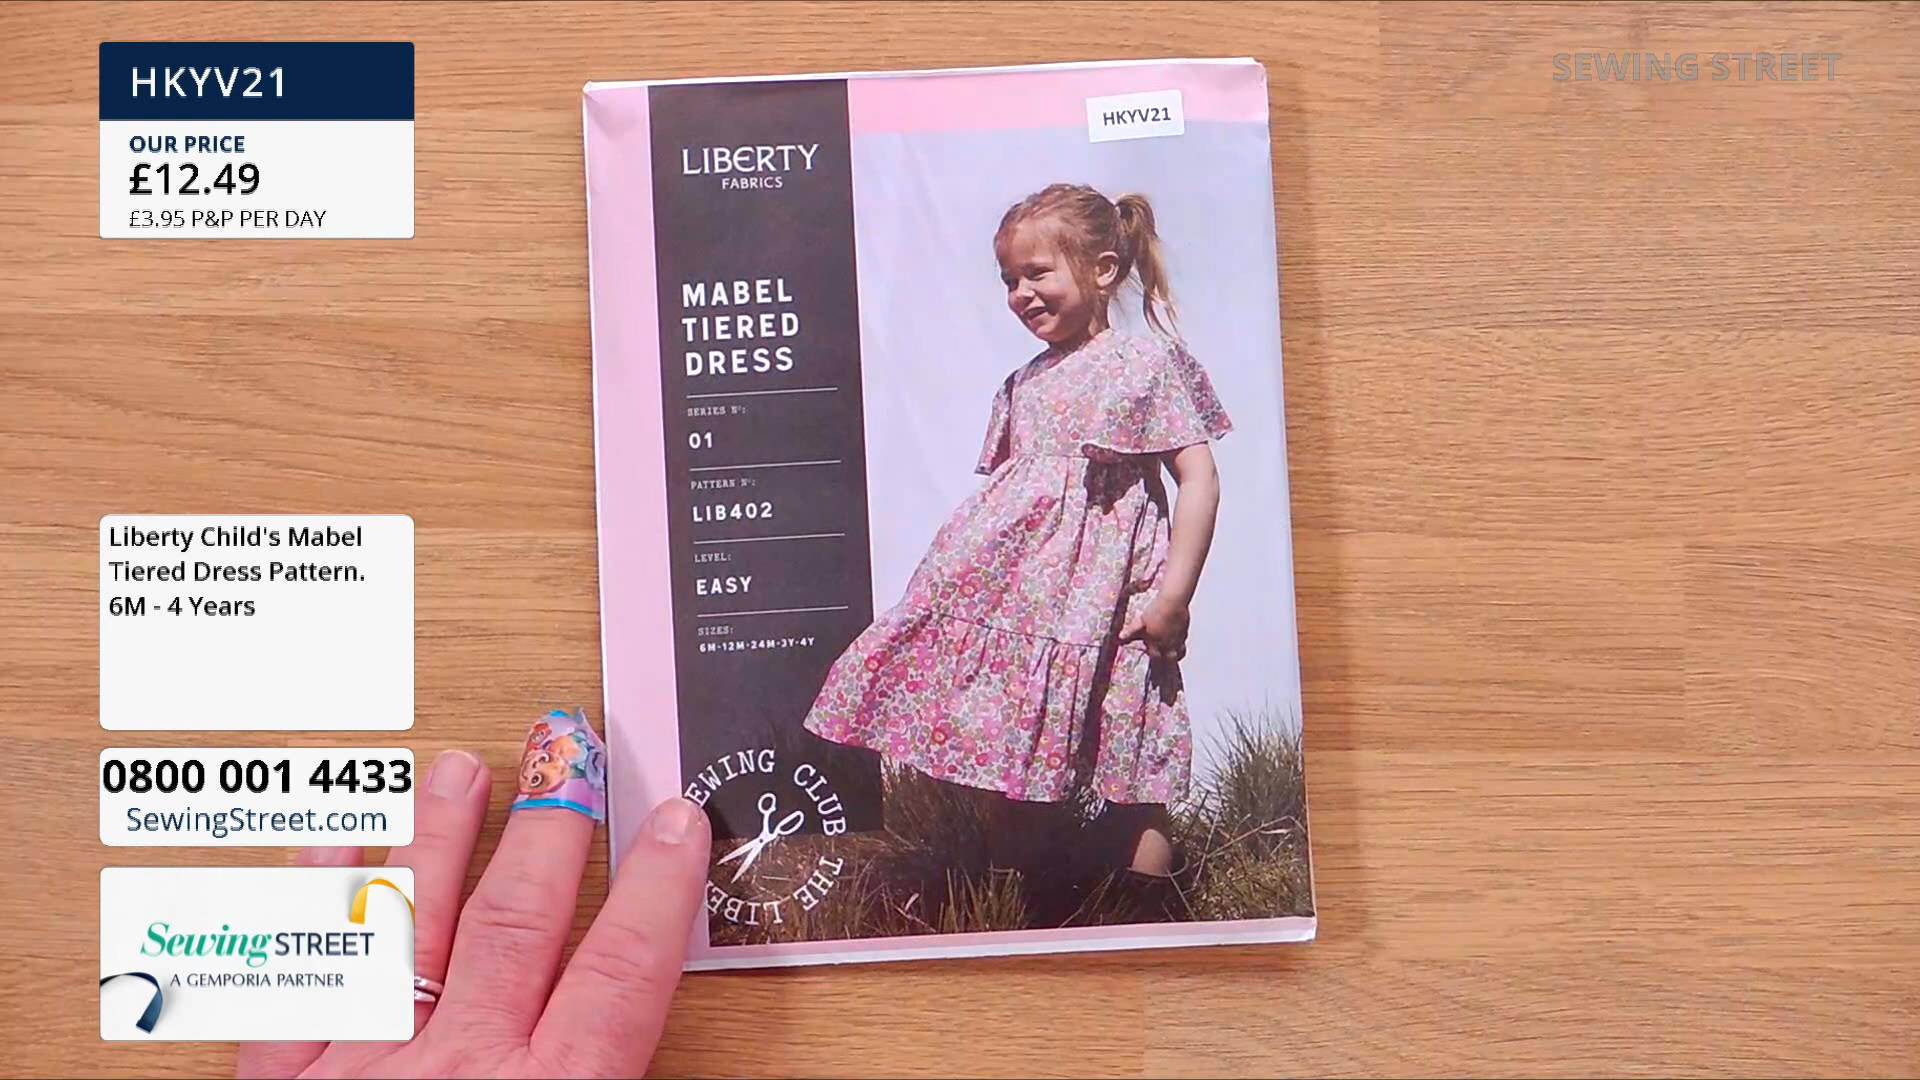 HKYV21
OUR PRICE
£12.49
£3.95 P&P PER DAY
SEWING STREET
HKYV21
LIBERTY
FABRICS
MABEL
TIERED
DRESS
SERIES Nº:
01
PATTERN Nº:
LIB402
LEVEL:
EASY
SIZES:
6M-12M-24M-3Y-4Y
EWING CLUB THE LIBE
Liberty Child's Mabel
Tiered Dress Pattern.
6M - 4 Years
0800 001 4433
SewingStreet.com
Sewing STREET
A GEMPORIA PARTNER